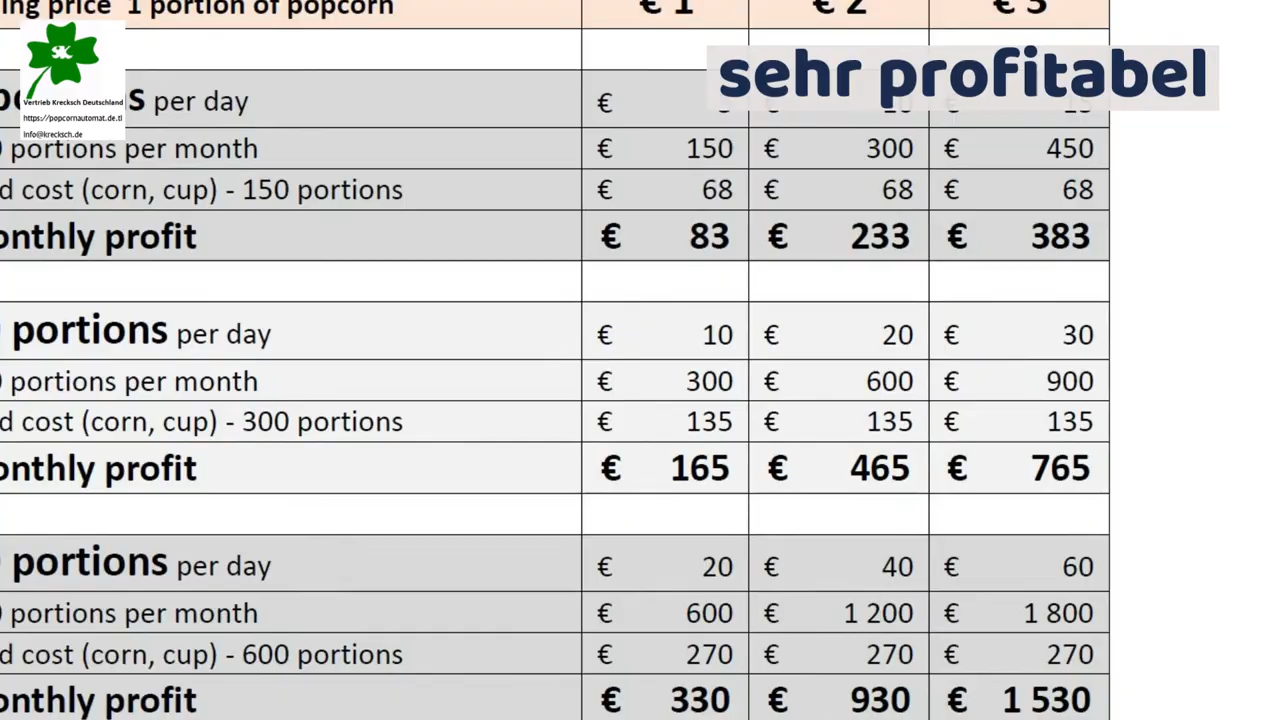 ing price 1 portion of popcorn € 1 € 2 € 3
sehr profitabel
SK
Vertrieb Krecksch Deutschland
https://popcornautomat.de.tl
info@krecksch.de
s per day €
portions per month € 150 € 300 € 450
d cost (corn, cup) - 150 portions € 68 € 68 € 68
onthly profit € 83 € 233 € 383
portions per day € 10 € 20 € 30
portions per month € 300 € 600 € 900
d cost (corn, cup) - 300 portions € 135 € 135 € 135
onthly profit € 165 € 465 € 765
portions per day € 20 € 40 € 60
portions per month € 600 € 1 200 € 1 800
d cost (corn, cup) - 600 portions € 270 € 270 € 270
onthly profit € 330 € 930 € 1 530